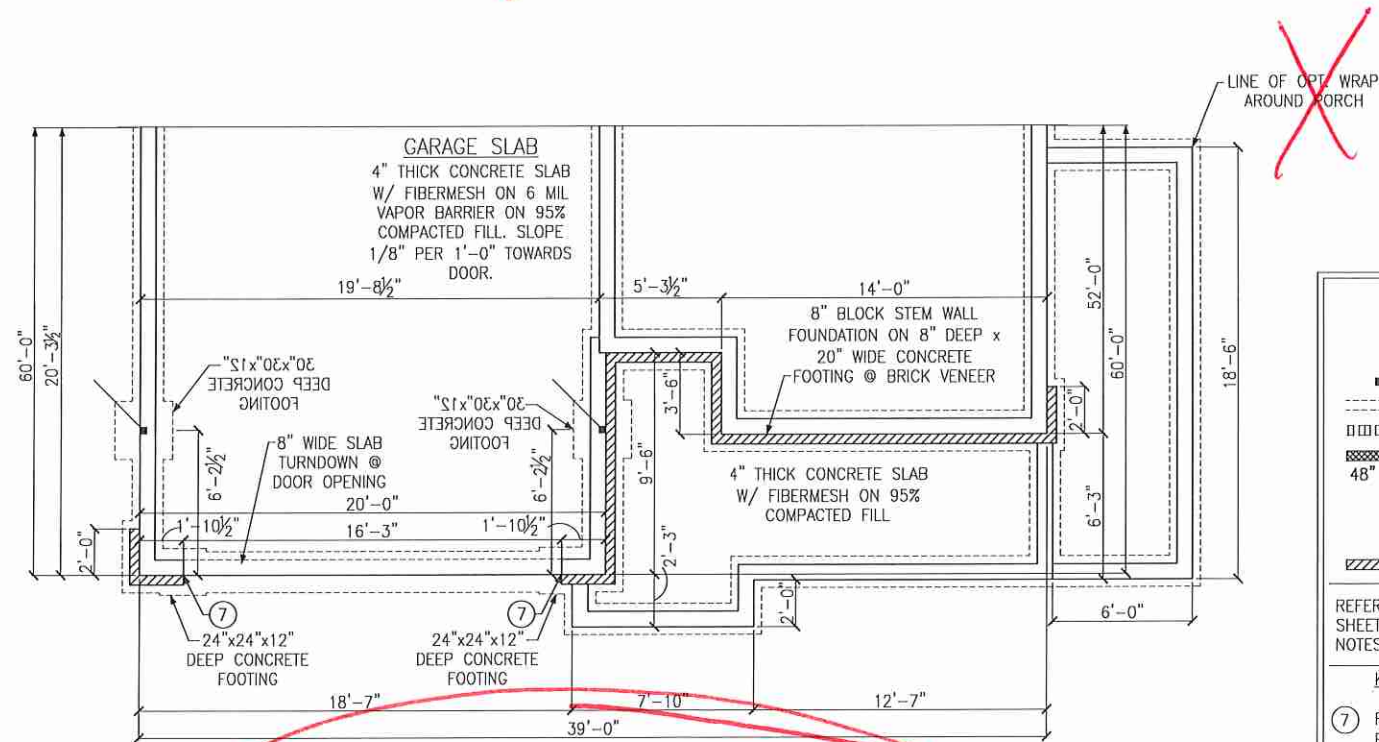 LINE OF OPT. WRAP
AROUND PORCH
GARAGE SLAB
4" THICK CONCRETE SLAB
W/ FIBERMESH ON 6 MIL
VAPOR BARRIER ON 95%
COMPACTED FILL. SLOPE
1/8" PER 1'-0" TOWARDS
DOOR.
19'-8½"
5'-3½"
14'-0"
60'-0"
20'-3½"
52'-0"
60'-0"
18'-6"
8" BLOCK STEM WALL
FOUNDATION ON 8" DEEP x
20" WIDE CONCRETE
FOOTING @ BRICK VENEER
30"x30"x12"
DEEP CONCRETE
FOOTING
30"x30"x12"
DEEP CONCRETE
FOOTING
3'-6"
2'-0"
8" WIDE SLAB
TURNDOWN @
DOOR OPENING
6'-2½"
6'-2½"
9'-6"
4" THICK CONCRETE SLAB
W/ FIBERMESH ON 95%
COMPACTED FILL
6'-3"
48"
20'-0"
1'-10½"
16'-3"
1'-10½"
2'-0"
2'-3"
2'-0"
6'-0"
7
7
24"x24"x12"
DEEP CONCRETE
FOOTING
24"x24"x12"
DEEP CONCRETE
FOOTING
REFER
SHEET
NOTES
18'-7"
7'-10"
12'-7"
39'-0"
7